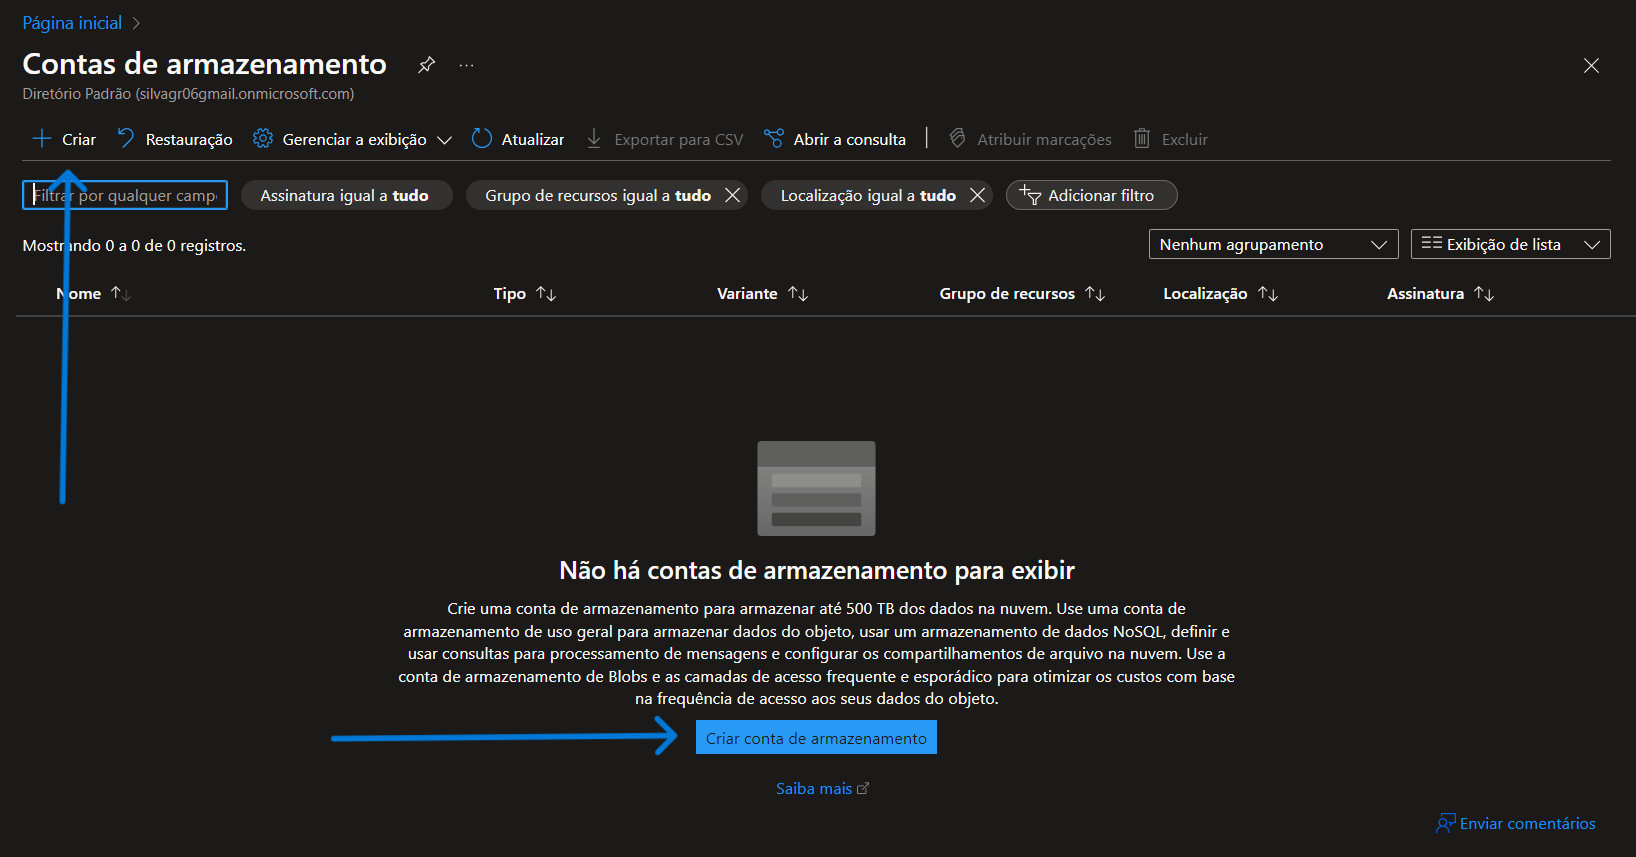 Página inicial
Contas de armazenamento
Diretório Padrão (silvagr06gmail.onmicrosoft.com)
Criar Restauração Gerenciar a exibição Atualizar Exportar para CSV Abrir a consulta Atribuir marcações Excluir
Filtrar por qualquer camp Assinatura igual a tudo Grupo de recursos igual a tudo Localização igual a tudo Adicionar filtro
Mostrando 0 a 0 de 0 registros. Nenhum agrupamento Exibição de lista
Nome Tipo Variante Grupo de recursos Localização Assinatura
Não há contas de armazenamento para exibir
Crie uma conta de armazenamento para armazenar até 500 TB dos dados na nuvem. Use uma conta de
armazenamento de uso geral para armazenar dados do objeto, usar um armazenamento de dados NoSQL, definir e
usar consultas para processamento de mensagens e configurar os compartilhamentos de arquivo na nuvem. Use a
conta de armazenamento de Blobs e as camadas de acesso frequente e esporádico para otimizar os custos com base
na frequência de acesso aos seus dados do objeto.
Criar conta de armazenamento
Saiba mais
Enviar comentários